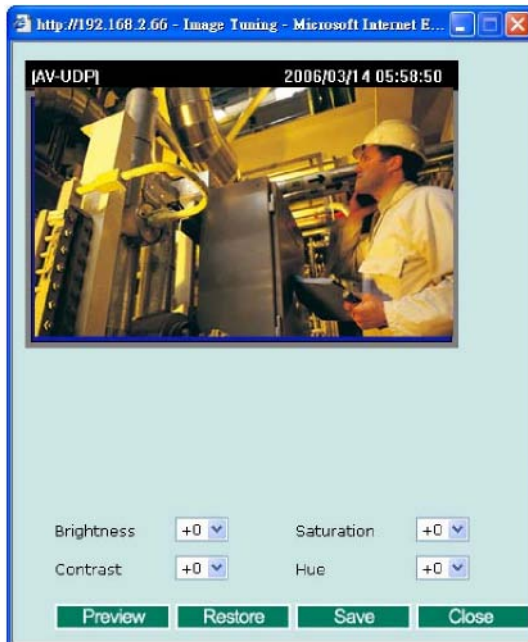 http://192.168.2.66 - Image Tuning - Microsoft Internet E...
(AV-UDP) 2006/03/14 05:58:50
Brightness +0 Saturation +0
Contrast +0 Hue +0
Preview Restore Save Close